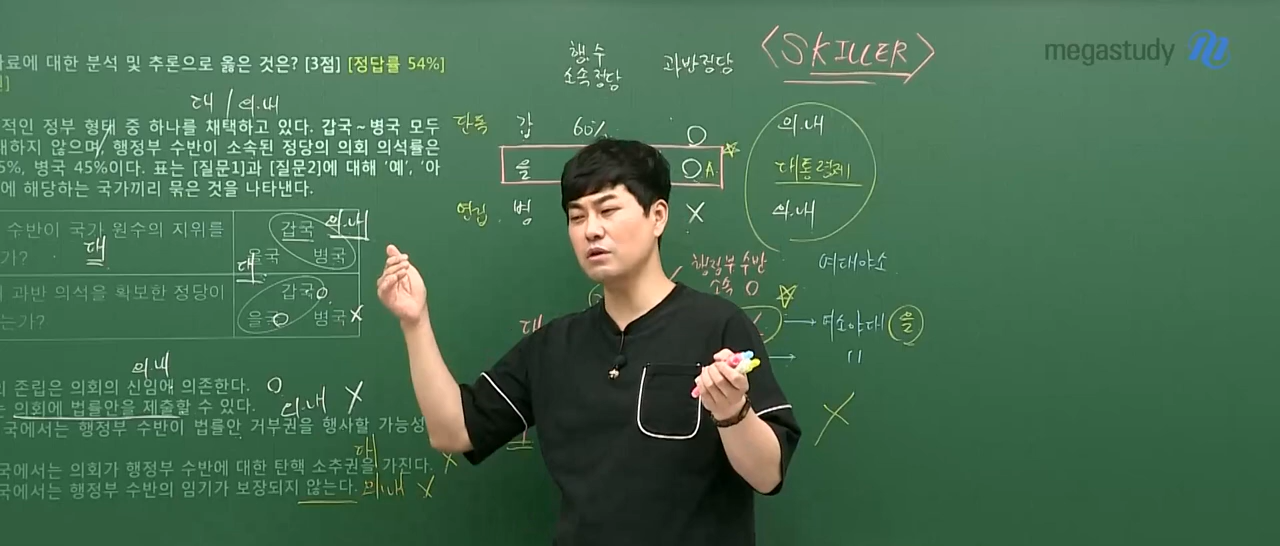 료에 대한 분석 및 추론으로 옳은 것은? [3점] [정답률 54%]
대 / 의.내
적인 정부 형태 중 하나를 채택하고 있다. 갑국~병국 모두
재하지 않으며, 행정부 수반이 소속된 정당의 의회 의석률은
5%, 병국 45%이다. 표는 [질문1]과 [질문2]에 대해 '예', '아
에 해당하는 국가끼리 묶은 것을 나타낸다.
수반이 국가 원수의 지위를
가?
대
갑국 의.내
을국 병국
대
과반 의석을 확보한 정당이
는가?
갑국 O
을국 O 병국 X
의.내
의 존립은 의회의 신임에 의존한다. O
는 의회에 법률안을 제출할 수 있다. 의.내 X
국에서는 행정부 수반이 법률안 거부권을 행사할 가능성
대
국에서는 의회가 행정부 수반에 대한 탄핵 소추권을 가진다. X
국에서는 행정부 수반의 임기가 보장되지 않는다. 의.내 X
행.수
소속정당 과반정당
<SKILLER>
megastudy
단독 갑 60% O 의.내
을 O A 대통령제
연립 병 X 의.내
행정부 수반
소속 O
여대야소
대
여소야대 을
〃
X